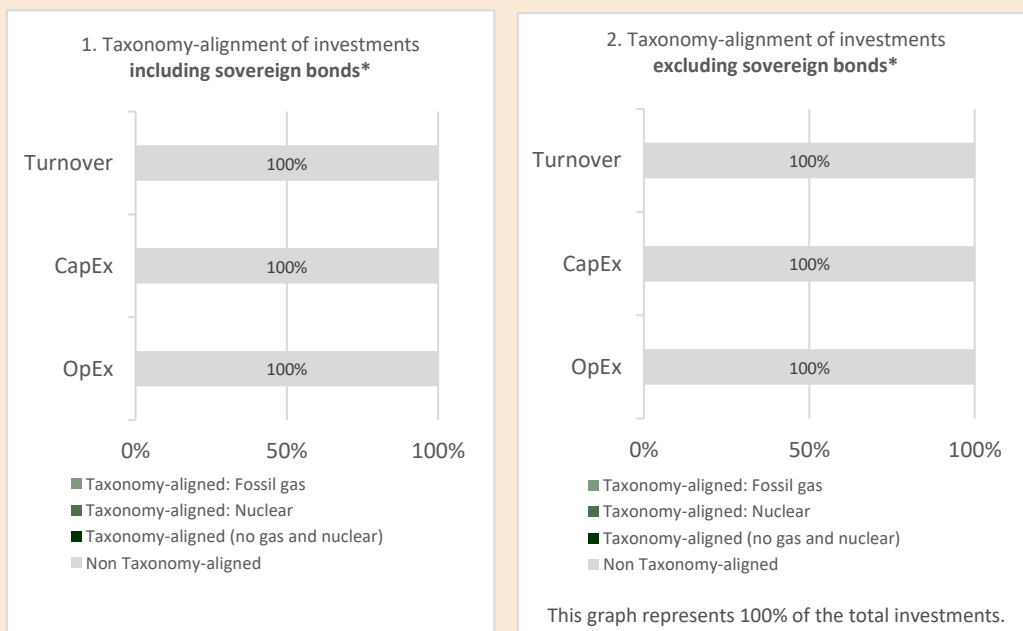 1. Taxonomy-alignment of investments
including sovereign bonds*
Turnover
100%
CapEx
100%
OpEx
100%
0%
50%
100%
Taxonomy-aligned: Fossil gas
Taxonomy-aligned: Nuclear
Taxonomy-aligned (no gas and nuclear)
Non Taxonomy-aligned
2. Taxonomy-alignment of investments
excluding sovereign bonds*
Turnover
100%
CapEx
100%
OpEx
100%
0%
50%
100%
Taxonomy-aligned: Fossil gas
Taxonomy-aligned: Nuclear
Taxonomy-aligned (no gas and nuclear)
Non Taxonomy-aligned
This graph represents 100% of the total investments.